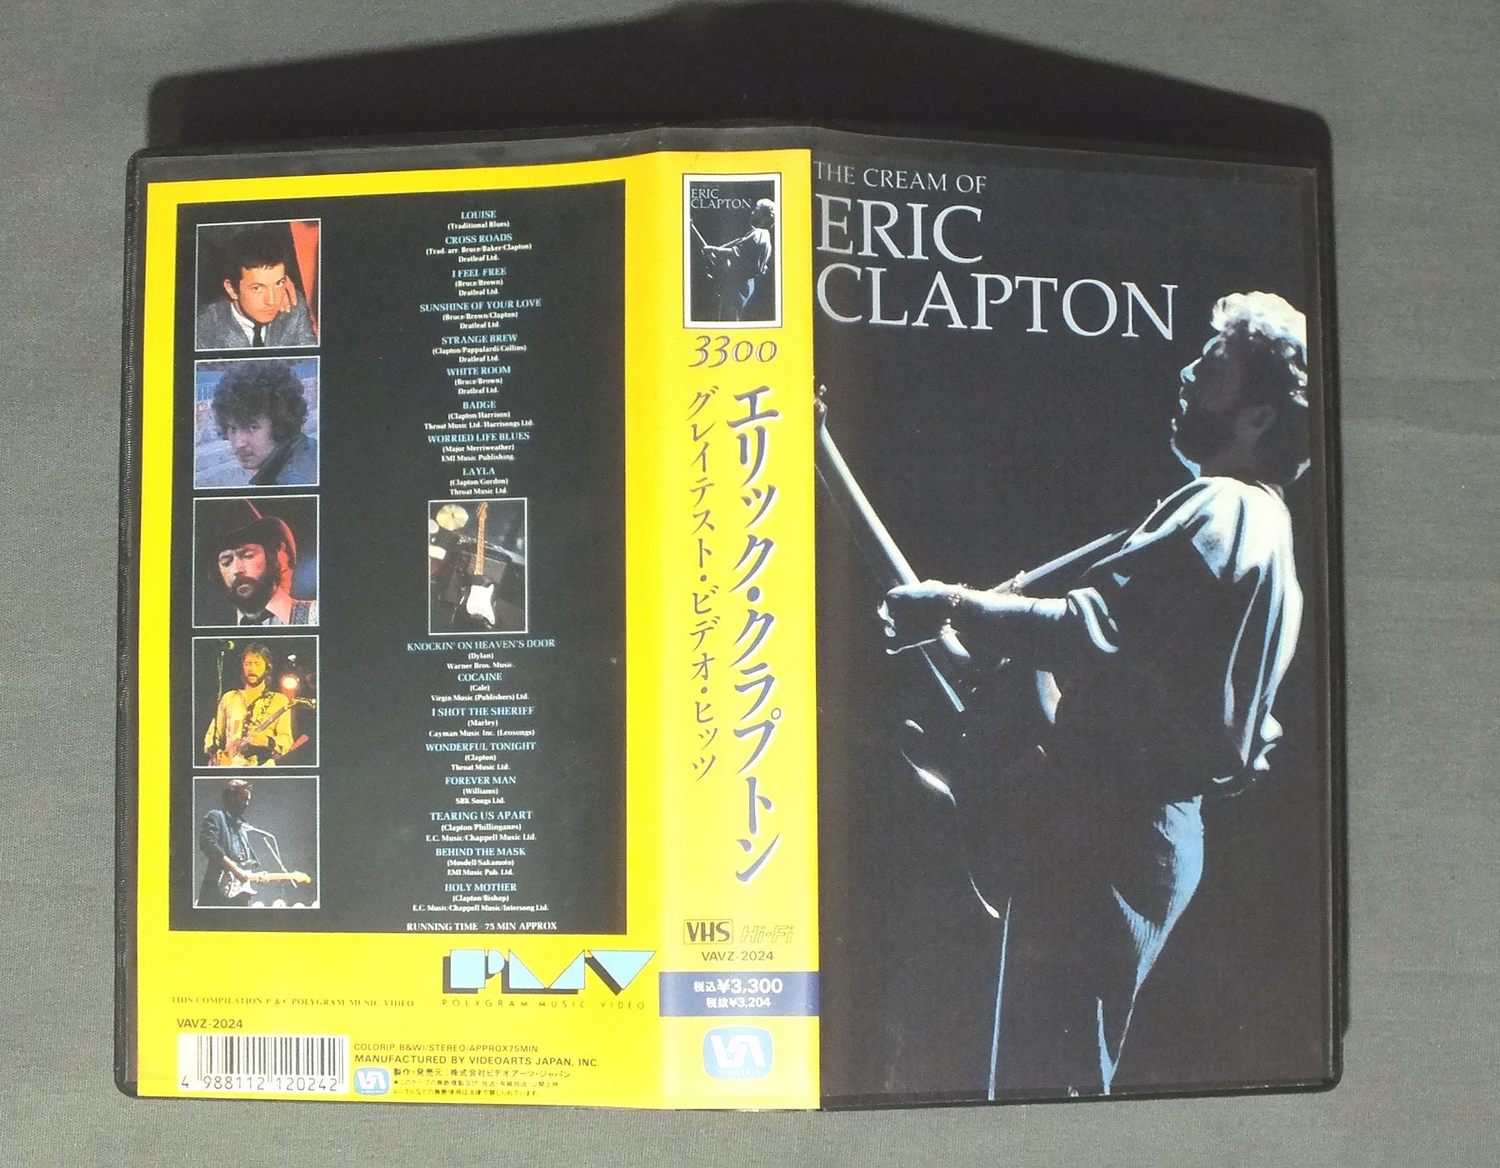 LOUISE
(Traditional Blues)
CROSS ROADS
(Trad. arr. Bruce/Baker/Clapton)
Dratleaf Ltd.
I FEEL FREE
(Bruce/Brown)
Dratleaf Ltd.
SUNSHINE OF YOUR LOVE
(Bruce/Brown/Clapton)
Dratleaf Ltd.
STRANGE BREW
(Clapton/Pappalardi/Collins)
Dratleaf Ltd.
WHITE ROOM
(Bruce/Brown)
Dratleaf Ltd.
BADGE
(Clapton/Harrison)
Throat Music Ltd./Harrisongs Ltd.
WORRIED LIFE BLUES
(Major Merriweather)
EMI Music Publishing.
LAYLA
(Clapton/Gordon)
Throat Music Ltd.
KNOCKIN' ON HEAVEN'S DOOR
(Dylan)
Warner Bros. Music.
COCAINE
(Cale)
Virgin Music (Publishers) Ltd.
I SHOT THE SHERIFF
(Marley)
Cayman Music Inc. (Leosongs)
WONDERFUL TONIGHT
(Clapton)
Throat Music Ltd.
FOREVER MAN
(Williams)
SBK Songs Ltd.
TEARING US APART
(Clapton/Phillinganes)
E.C. Music/Chappell Music Ltd.
BEHIND THE MASK
(Mosdell/Sakamoto)
EMI Music Pub. Ltd.
HOLY MOTHER
(Clapton/Bishop)
E.C. Music/Chappell Music/Intersong Ltd.
RUNNING TIME · 75 MIN APPROX
PMV
POLYGRAM MUSIC VIDEO
THIS COMPILATION P & C POLYGRAM MUSIC VIDEO
VAVZ-2024
4 988112 120242
COLOR(P. B&W)/STEREO/APPROX75MIN.
MANUFACTURED BY VIDEOARTS JAPAN, INC.
製作・発売元：株式会社ビデオアーツ・ジャパン
VA
ERIC
CLAPTON
3300
エリック・クラプトン
グレイテスト・ビデオ・ヒッツ
VHS Hi-Fi
VAVZ-2024
税込¥3,300
税抜¥3,204
VA
THE CREAM OF
ERIC
CLAPTON